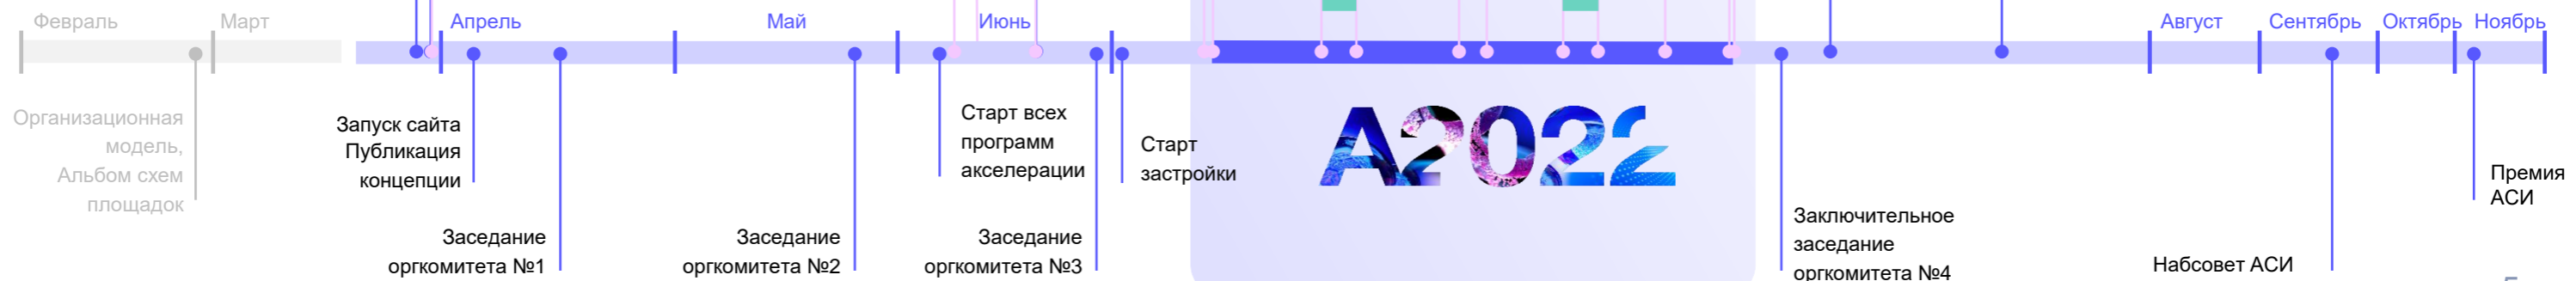 Февраль
Март
Апрель
Май
Июнь
Август
Сентябрь
Октябрь
Ноябрь
Организационная
модель,
Альбом схем
площадок
Запуск сайта
Публикация
концепции
Заседание
оргкомитета №1
Заседание
оргкомитета №2
Старт всех
программ
акселерации
Заседание
оргкомитета №3
Старт
застройки
А2022
Заключительное
заседание
оргкомитета №4
Набсовет АСИ
Премия
АСИ